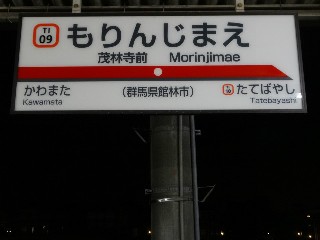 TI
09
もりんじまえ
茂林寺前 Morinjimae
かわまた
Kawamata
(群馬県館林市)
TI
10
たてばやし
Tatebayashi